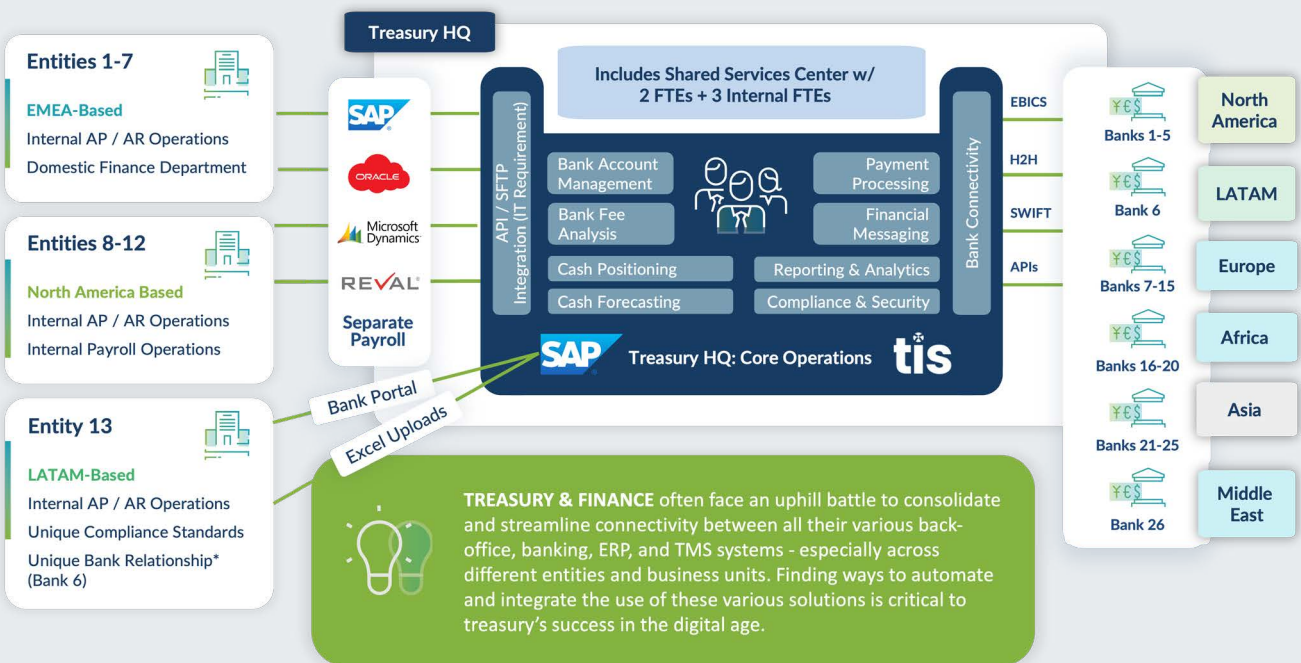 Treasury HQ
Entities 1-7
EMEA-Based
Internal AP / AR Operations
Domestic Finance Department
Entities 8-12
North America Based
Internal AP / AR Operations
Internal Payroll Operations
Entity 13
LATAM-Based
Internal AP / AR Operations
Unique Compliance Standards
Unique Bank Relationship*
(Bank 6)
SAP
ORACLE
Microsoft
Dynamics
REVAL
Separate
Payroll
Bank Portal
Excel Uploads
API / SFTP
Integration (IT Requirement)
Includes Shared Services Center w/
2 FTEs + 3 Internal FTEs
Bank Account
Management
Bank Fee
Analysis
Cash Positioning
Cash Forecasting
Payment
Processing
Financial
Messaging
Reporting & Analytics
Compliance & Security
SAP
Treasury HQ: Core Operations
tis
Bank Connectivity
EBICS
H2H
SWIFT
APIs
¥€$
Banks 1-5
¥€$
Bank 6
¥€$
Banks 7-15
¥€$
Banks 16-20
¥€$
Banks 21-25
¥€$
Bank 26
North
America
LATAM
Europe
Africa
Asia
Middle
East
TREASURY & FINANCE often face an uphill battle to consolidate
and streamline connectivity between all their various back-
office, banking, ERP, and TMS systems - especially across
different entities and business units. Finding ways to automate
and integrate the use of these various solutions is critical to
treasury's success in the digital age.